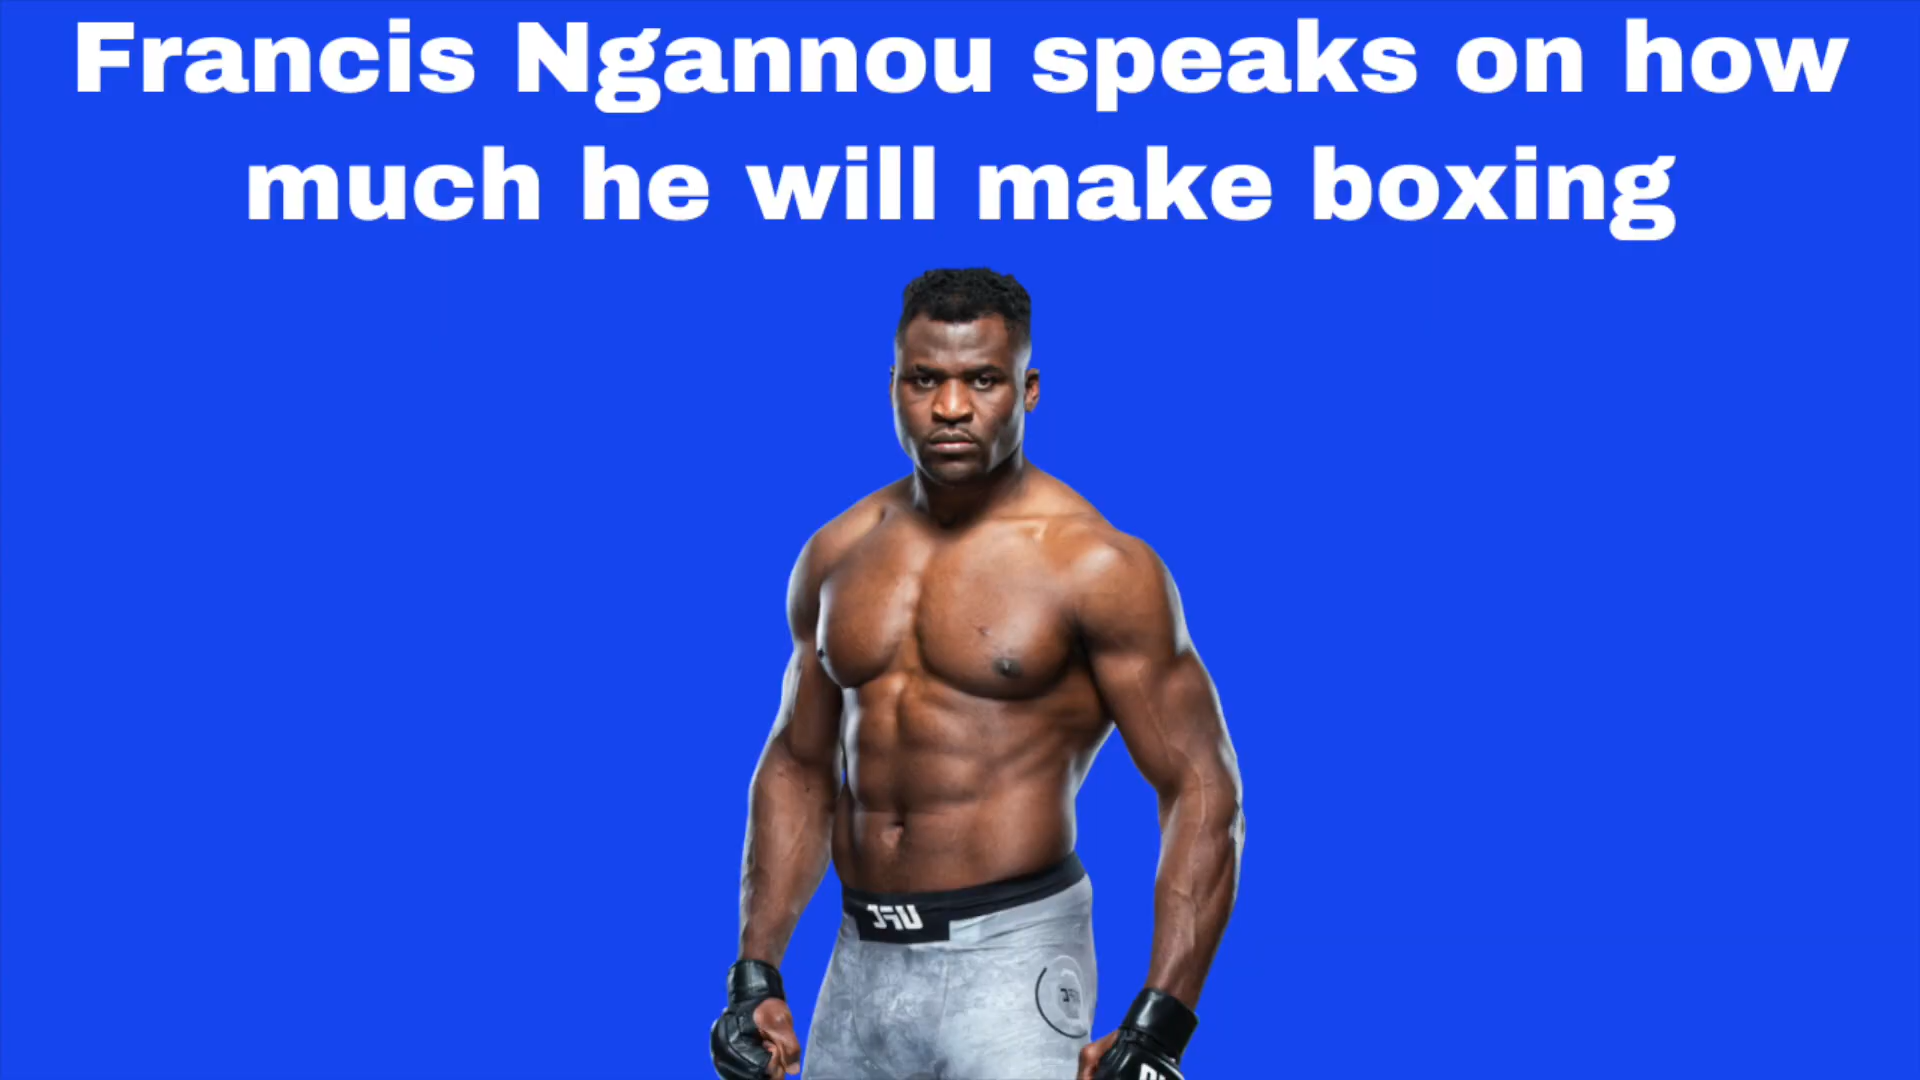 Francis Ngannou speaks on how
much he will make boxing